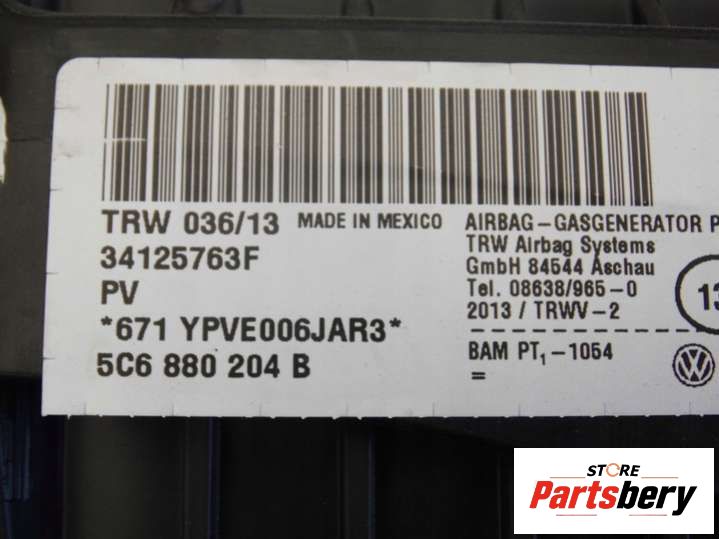 TRW 036/13 MADE IN MEXICO
34125763F
PV
*671 YPVE006JAR3*
5C6 880 204 B
AIRBAG-GASGENERATOR P
TRW Airbag Systems
GmbH 84544 Aschau
Tel. 08638/965-0
2013 / TRWV-2
BAM PT₁-1054
=
13
STORE
Partsbery